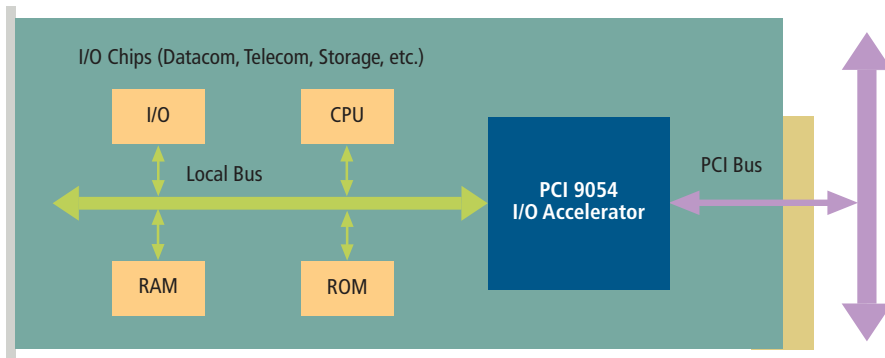 I/O Chips (Datacom, Telecom, Storage, etc.)
I/O
CPU
Local Bus
PCI Bus
PCI 9054
I/O Accelerator
RAM
ROM